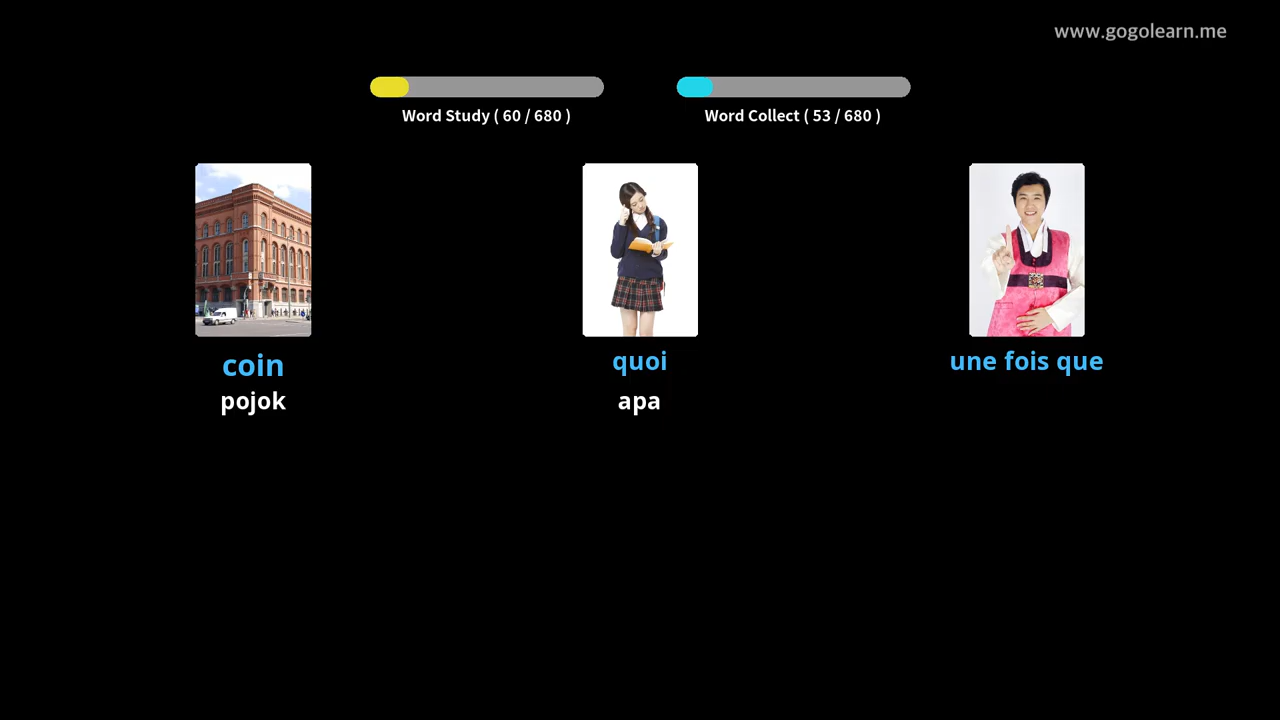 www.gogolearn.me
Word Study ( 60 / 680 )
Word Collect ( 53 / 680 )
coin
quoi
une fois que
pojok
apa